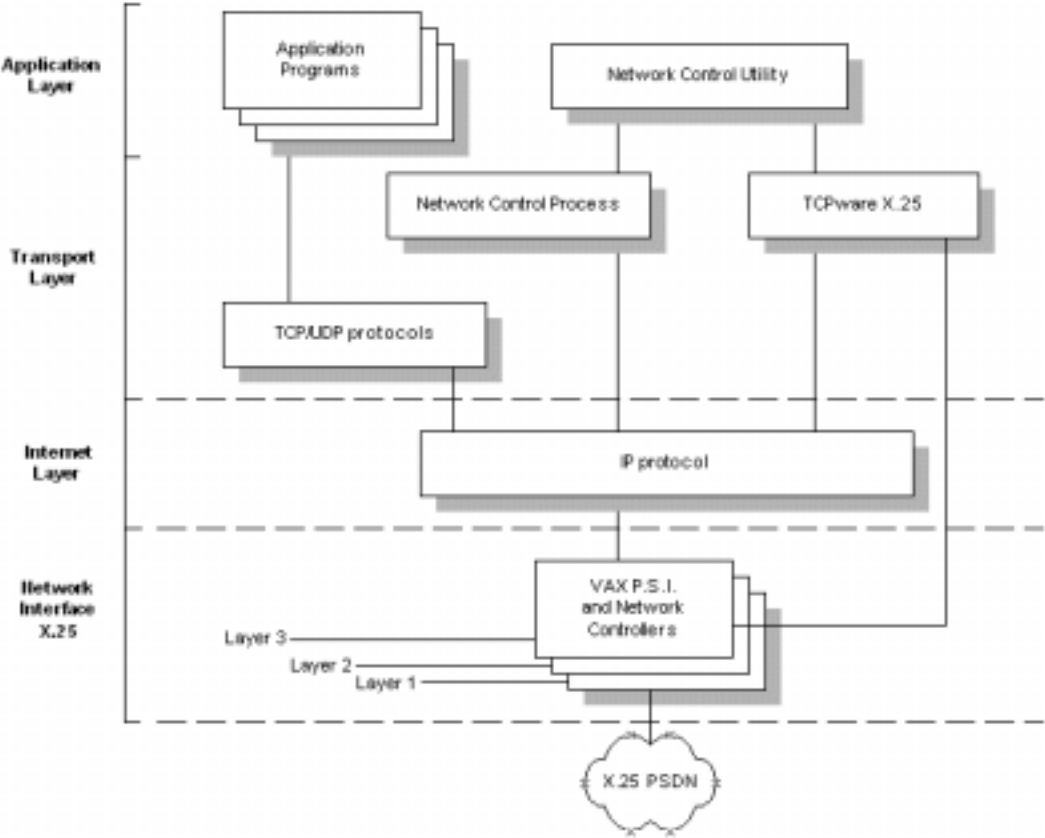 Application
Layer
Application
Programs
Network Control Utility
Transport
Layer
Network Control Process
TCPware X.25
TCP/UDP protocols
Internet
Layer
IP protocol
Network
Interface
X.25
VAX P.S.I.
and Network
Controllers
Layer 3
Layer 2
Layer 1
X.25 PSDN